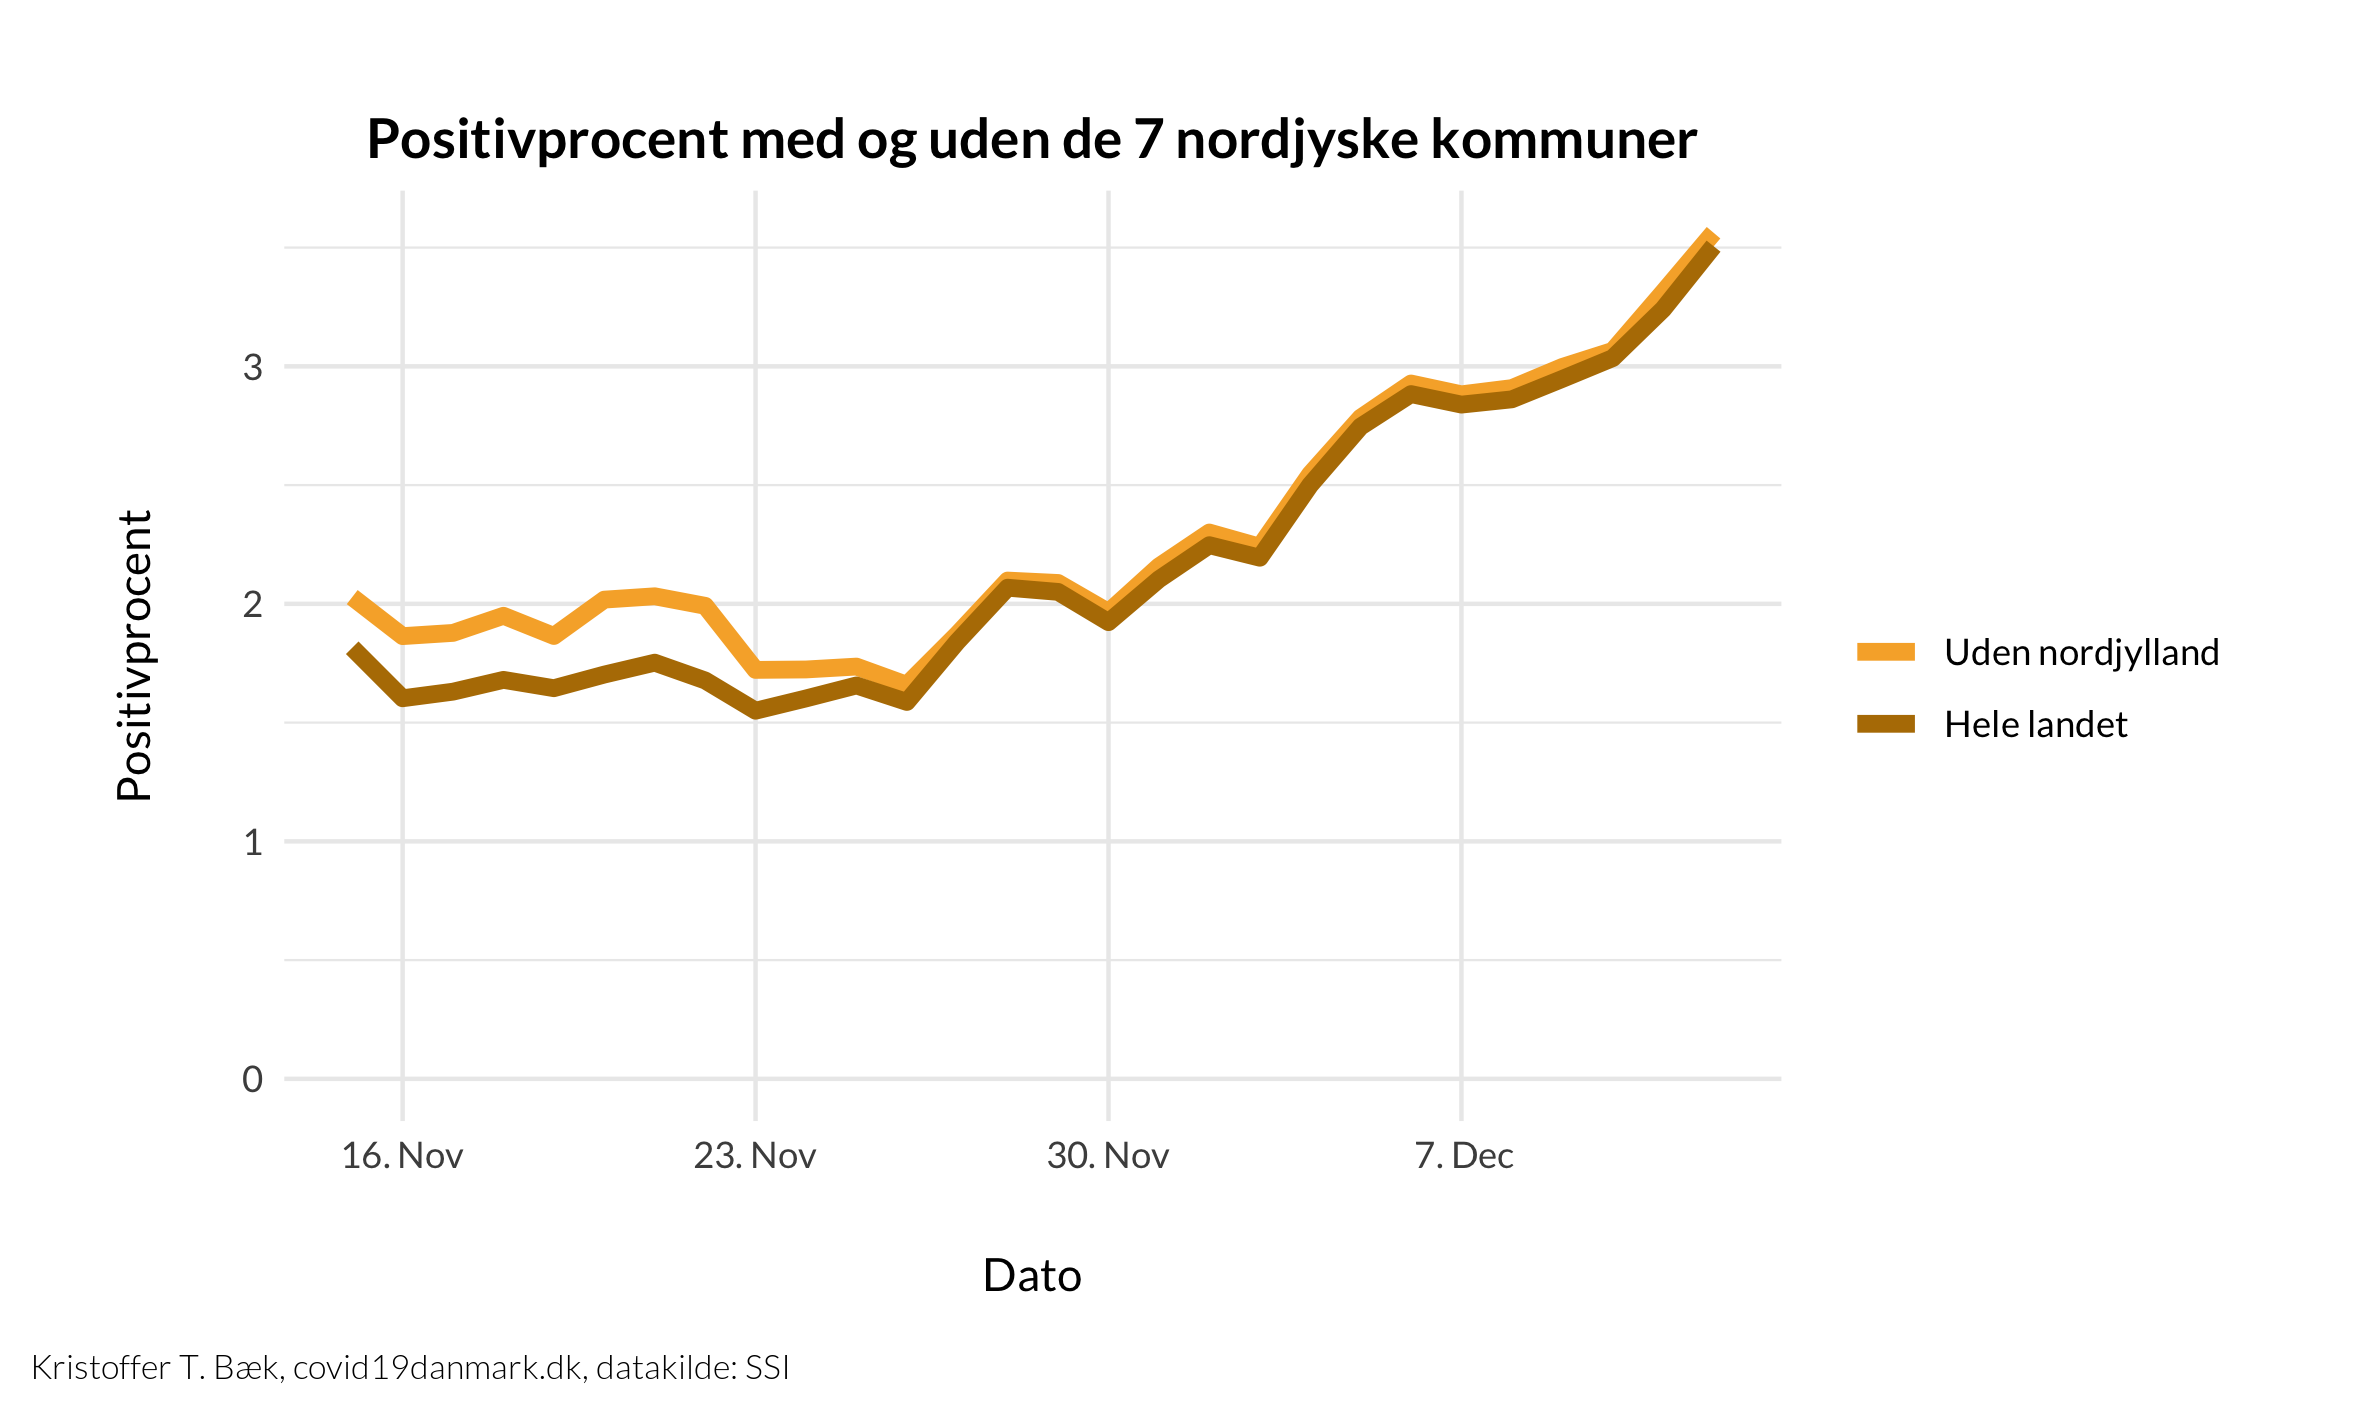 Positivprocent med og uden de 7 nordjyske kommuner
Positivprocent
3
2
1
0
16. Nov
23. Nov
30. Nov
7. Dec
Dato
Uden nordjylland
Hele landet
Kristoffer T. Bæk, covid19danmark.dk, datakilde: SSI